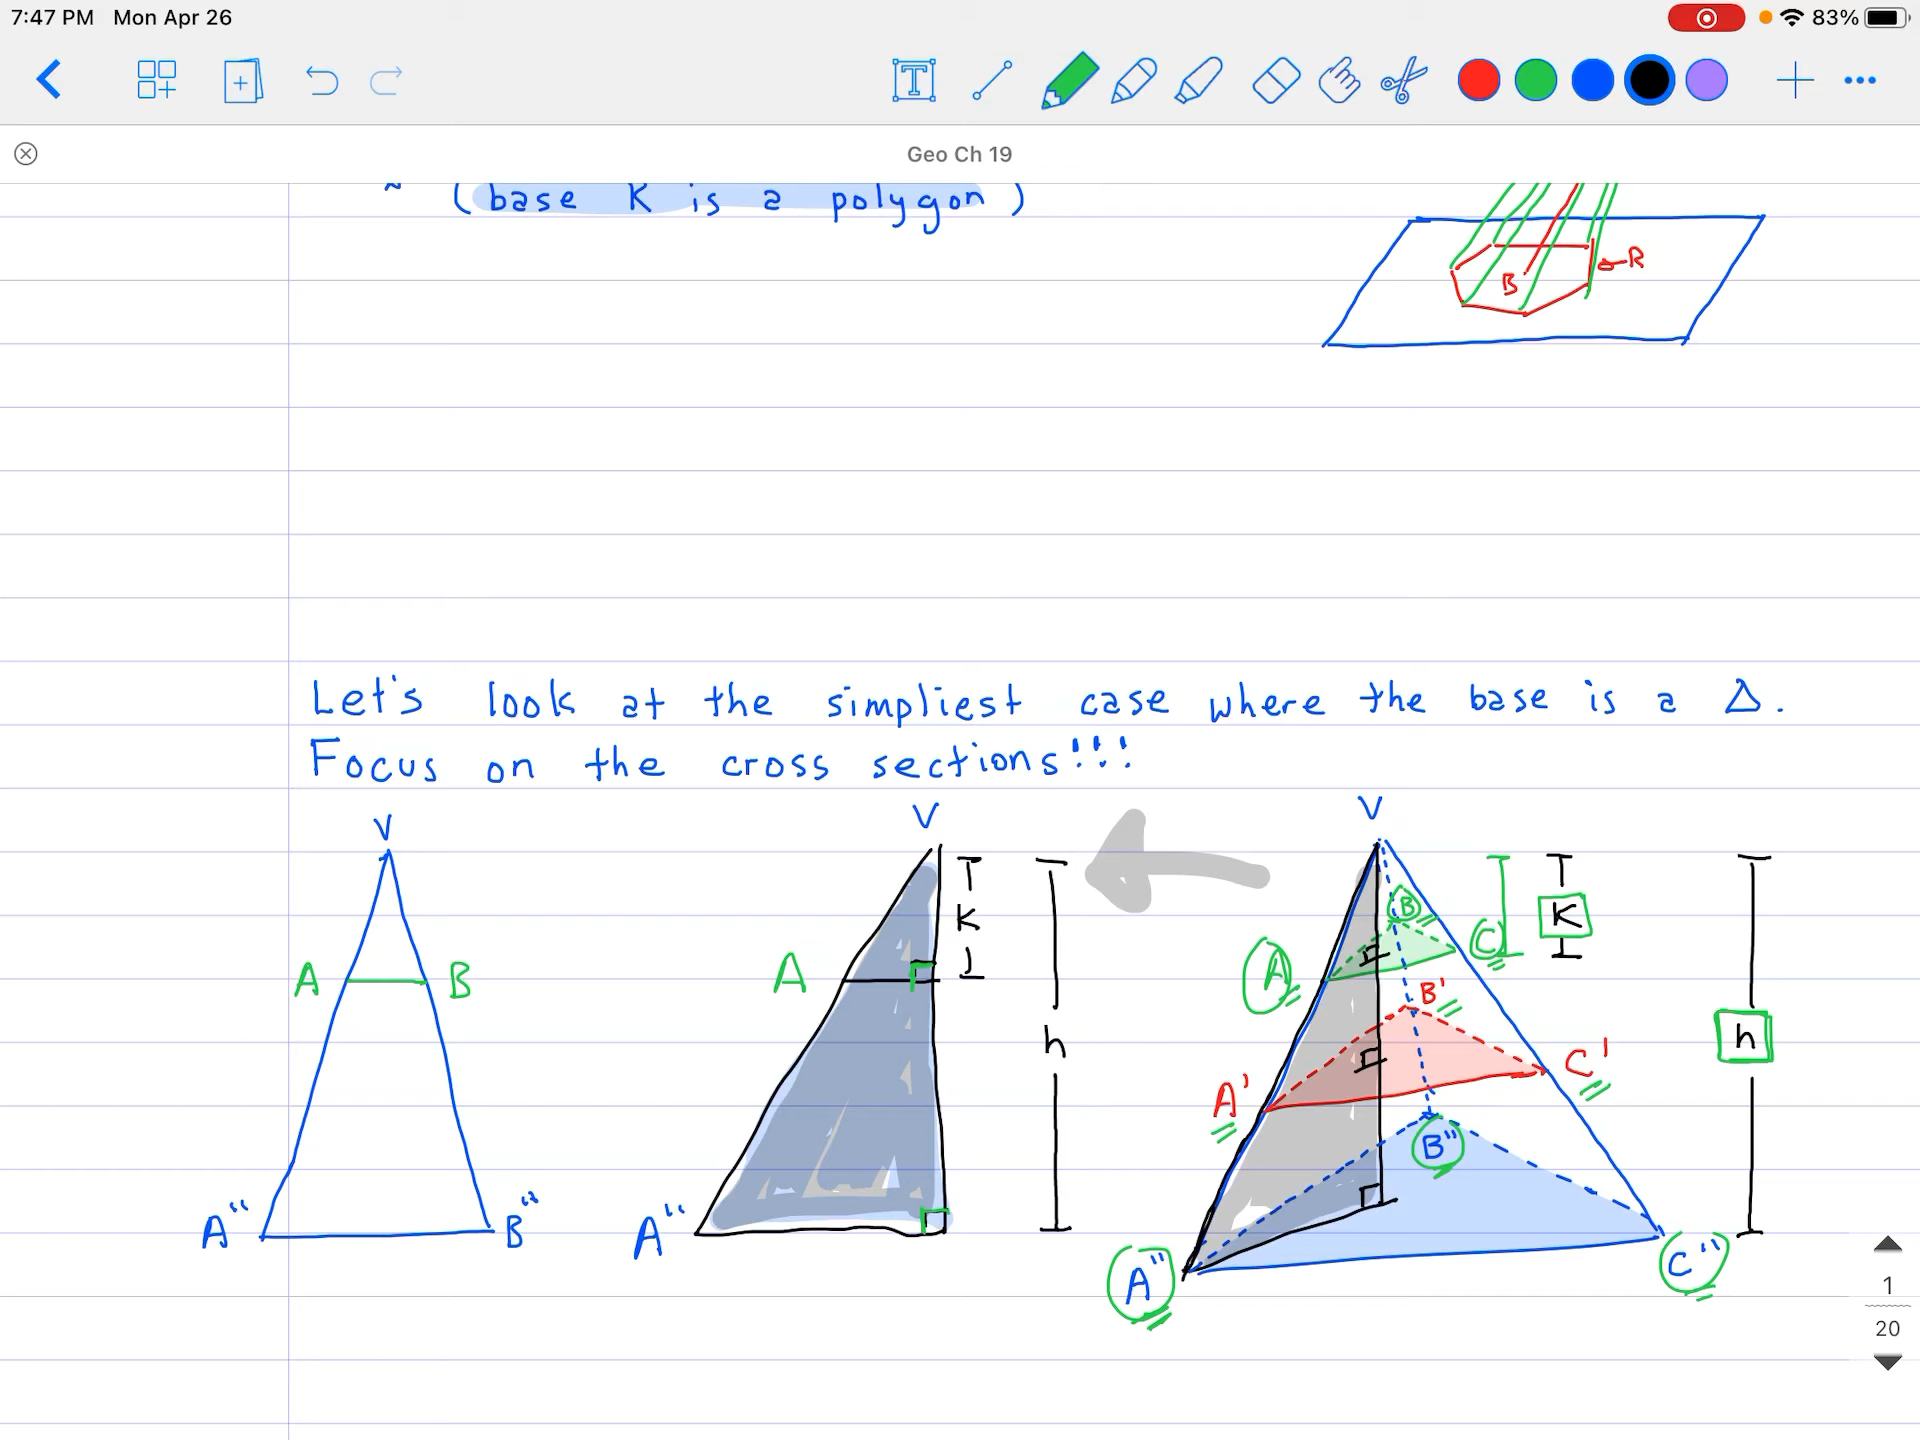 7:47 PM Mon Apr 26 83%
T
Geo Ch 19
~ (base K is a polygon)
R
B
Let's look at the simpliest case where the base is a Δ.
Focus on the cross sections!!!
V
V
V
K
B
C
K
A
B
A
A
B'
h
h
C'
A'
B"
A"
B"
A"
A"
C"
1
20